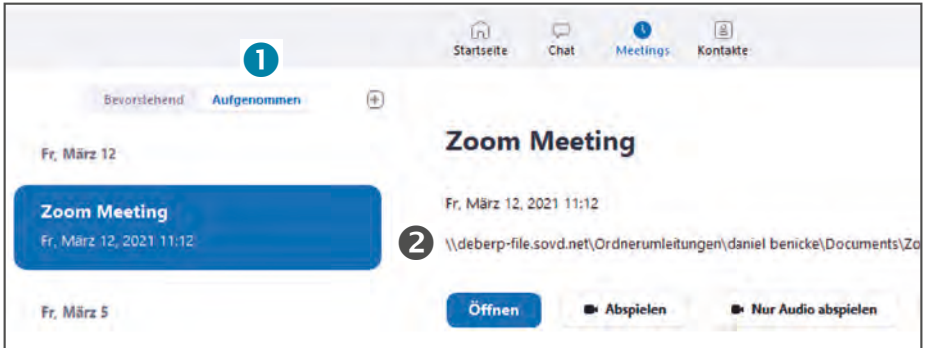 Startseite Chat Meetings Kontakte
1
Bevorstehend Aufgenommen
Fr, März 12
Zoom Meeting
Fr, März 12, 2021 11:12
Fr, März 5
Zoom Meeting
Fr, März 12, 2021 11:12
2 \\deberp-file.sovd.net\Ordnerumleitungen\daniel benicke\Documents\Zo
Öffnen Abspielen Nur Audio abspielen